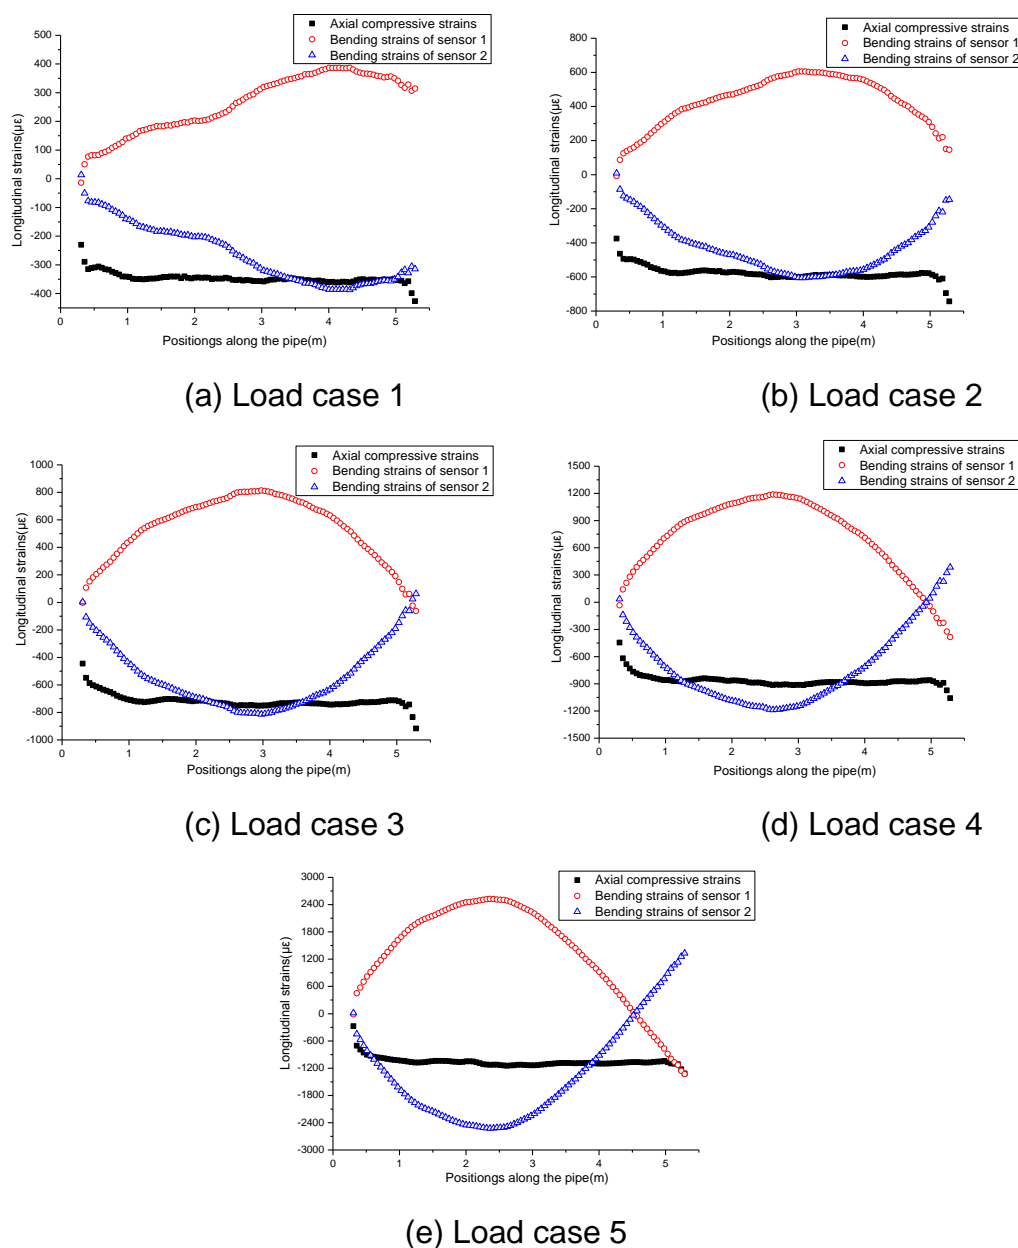 Axial compressive strains
Bending strains of sensor 1
Bending strains of sensor 2
500
400
300
200
100
0
-100
-200
-300
-400
Longitudinal strains(με)
0 1 2 3 4 5
Positiongs along the pipe(m)
(a) Load case 1
Axial compressive strains
Bending strains of sensor 1
Bending strains of sensor 2
800
600
400
200
0
-200
-400
-600
-800
Longitudinal strains(με)
0 1 2 3 4 5
Positiongs along the pipe(m)
(b) Load case 2
Axial compressive strains
Bending strains of sensor 1
Bending strains of sensor 2
1000
800
600
400
200
0
-200
-400
-600
-800
-1000
Longitudinal strains(με)
0 1 2 3 4 5
Positiongs along the pipe(m)
(c) Load case 3
Axial compressive strains
Bending strains of sensor 1
Bending strains of sensor 2
1500
1200
900
600
300
0
-300
-600
-900
-1200
-1500
Longitudinal strains(με)
0 1 2 3 4 5
Positiongs along the pipe(m)
(d) Load case 4
Axial compressive strains
Bending strains of sensor 1
Bending strains of sensor 2
3000
2400
1800
1200
600
0
-600
-1200
-1800
-2400
-3000
Longitudinal strains(με)
0 1 2 3 4 5
Positiongs along the pipe(m)
(e) Load case 5